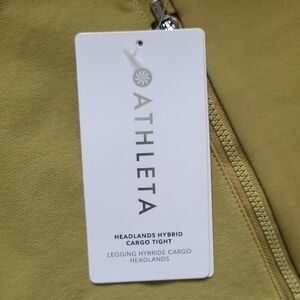 ATHLETA
HEADLANDS HYBRID
CARGO TIGHT
LEGGING HYBRIDE CARGO
HEADLANDS